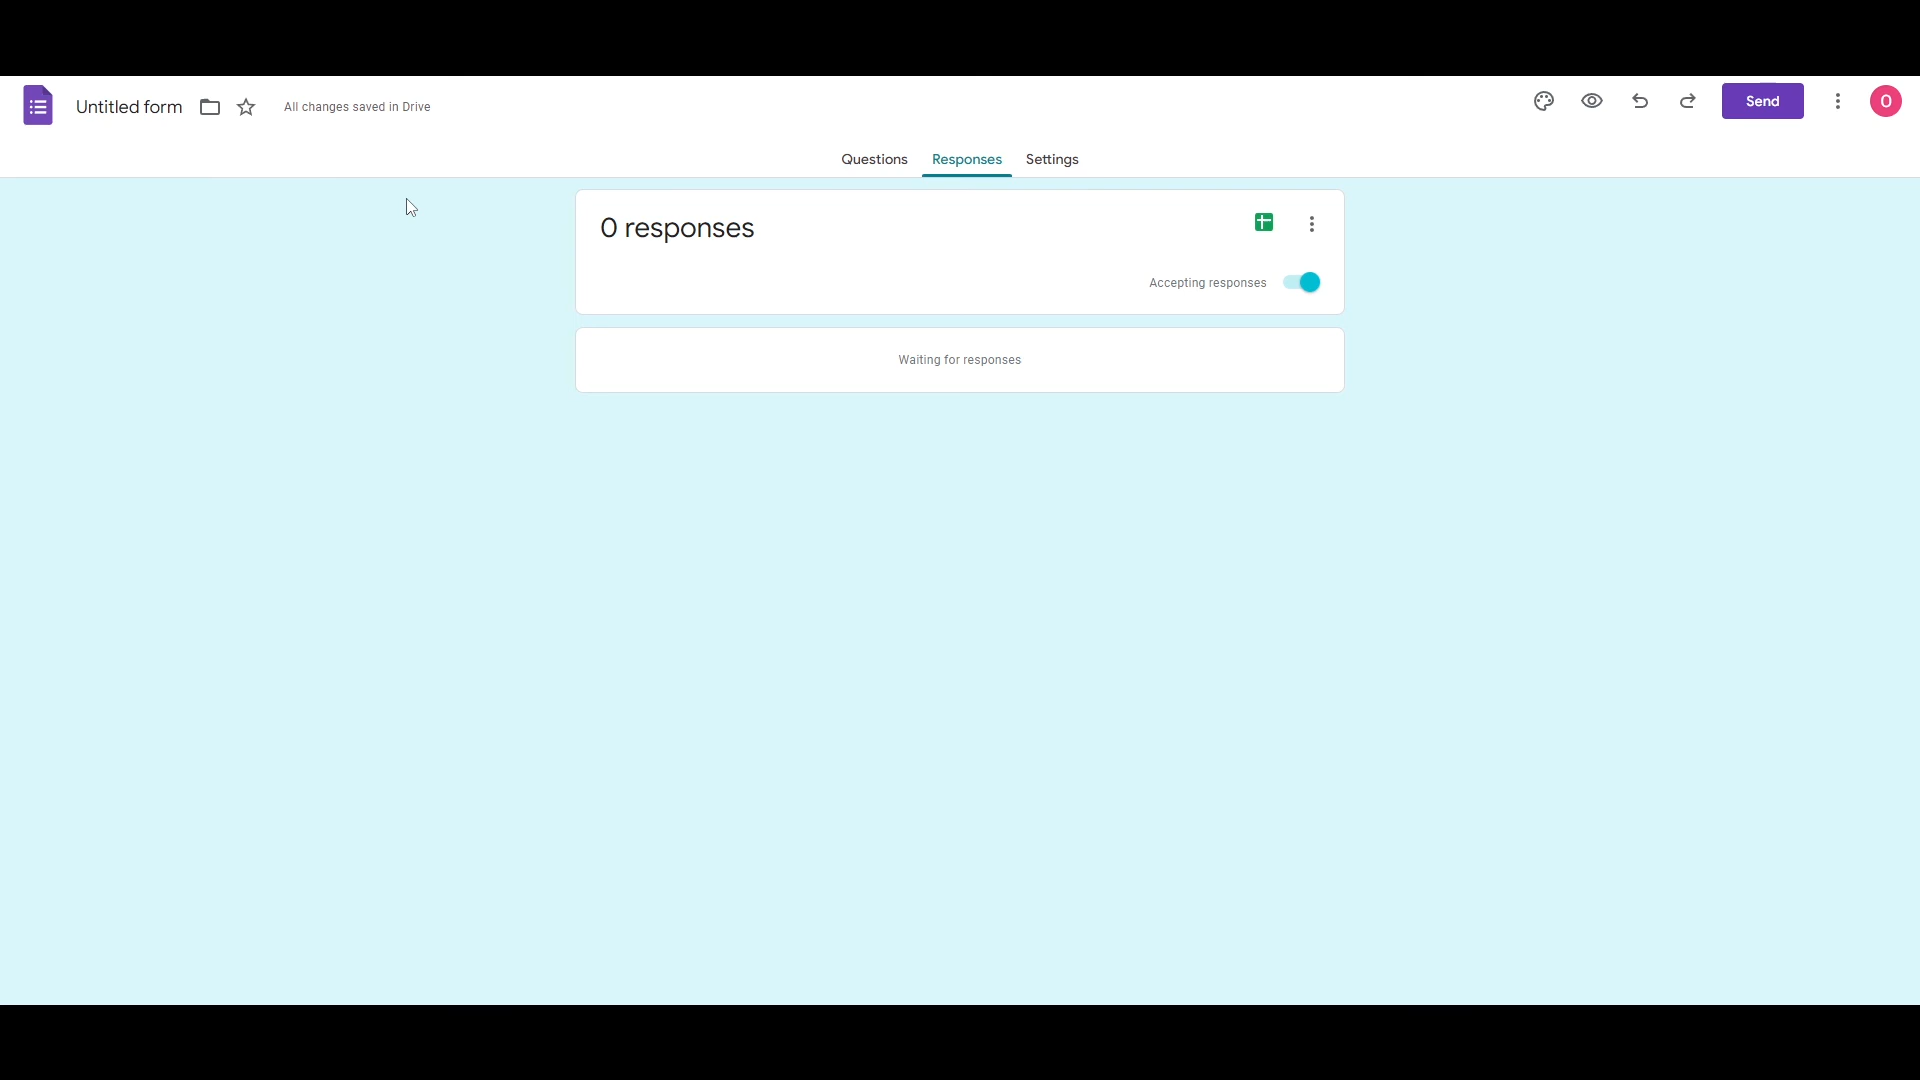 Untitled form
All changes saved in Drive
Send
O
Questions
Responses
Settings
0 responses
Accepting responses
Waiting for responses